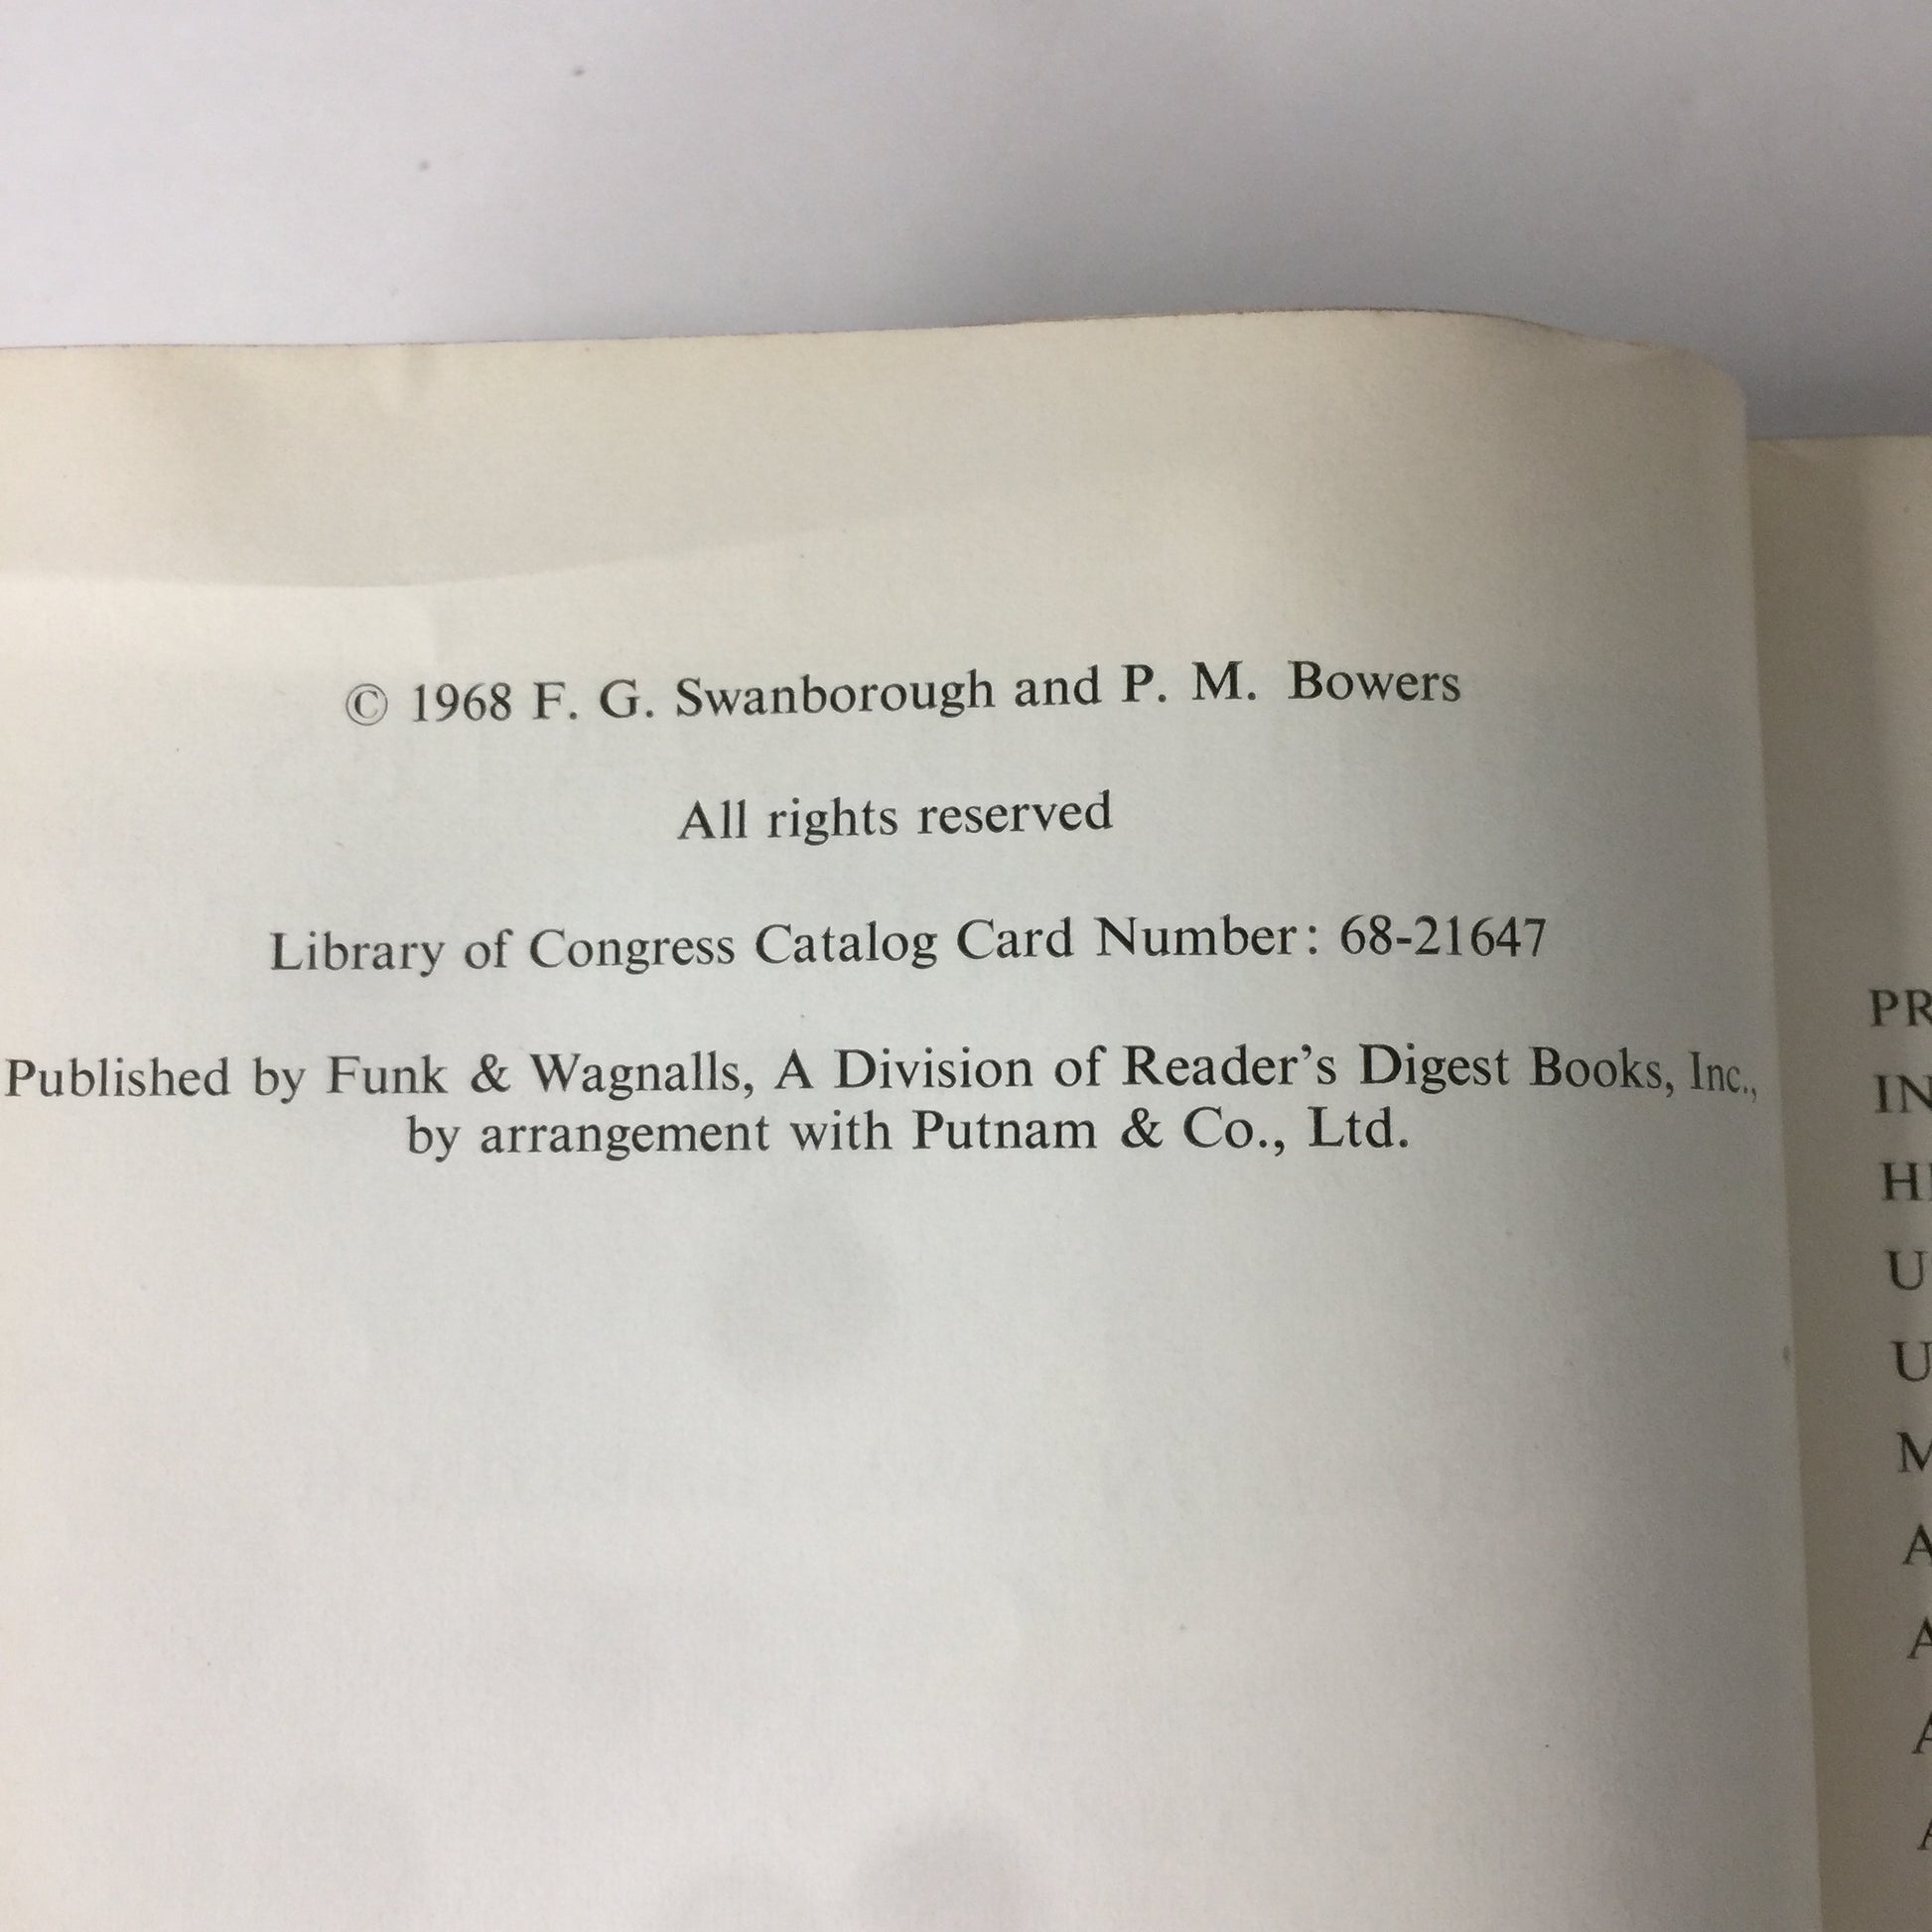 © 1968 F. G. Swanborough and P. M. Bowers
All rights reserved
Library of Congress Catalog Card Number: 68-21647
Published by Funk & Wagnalls, A Division of Reader's Digest Books, Inc.,
by arrangement with Putnam & Co., Ltd.